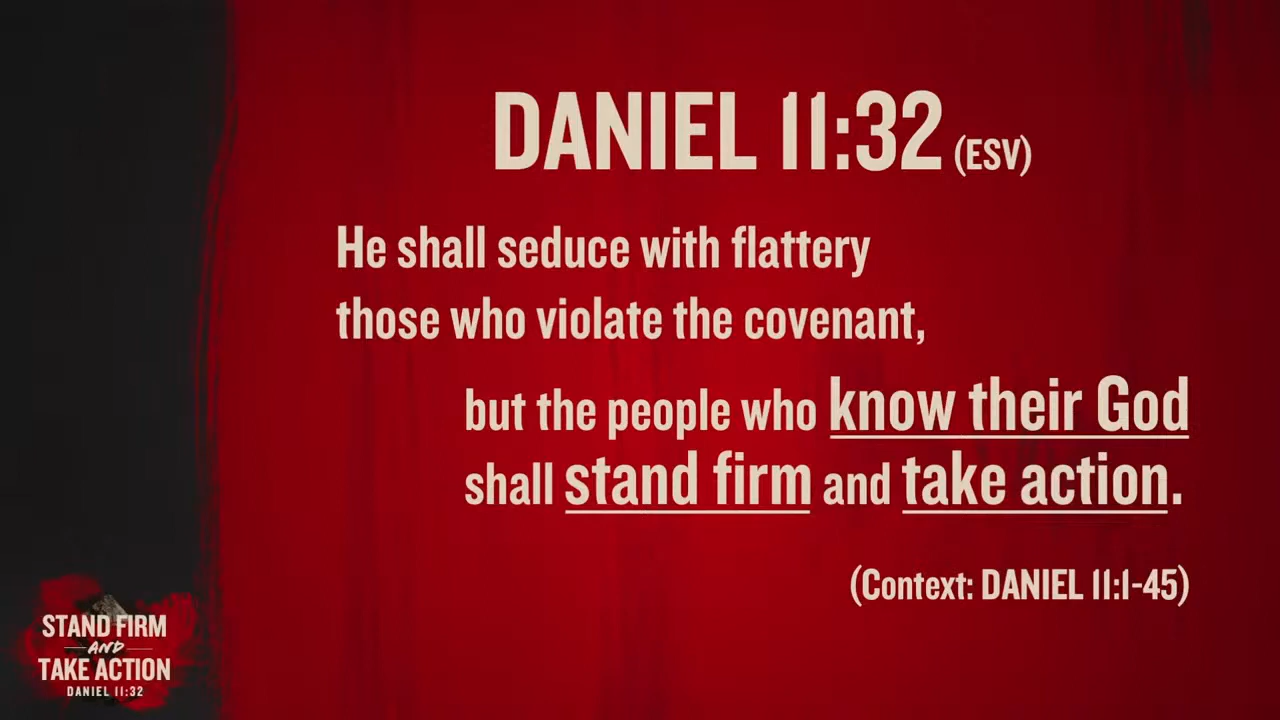 DANIEL 11:32 (ESV)
He shall seduce with flattery
those who violate the covenant,
but the people who know their God
shall stand firm and take action.
(Context: DANIEL 11:1-45)
STAND FIRM
AND
TAKE ACTION
DANIEL 11:32